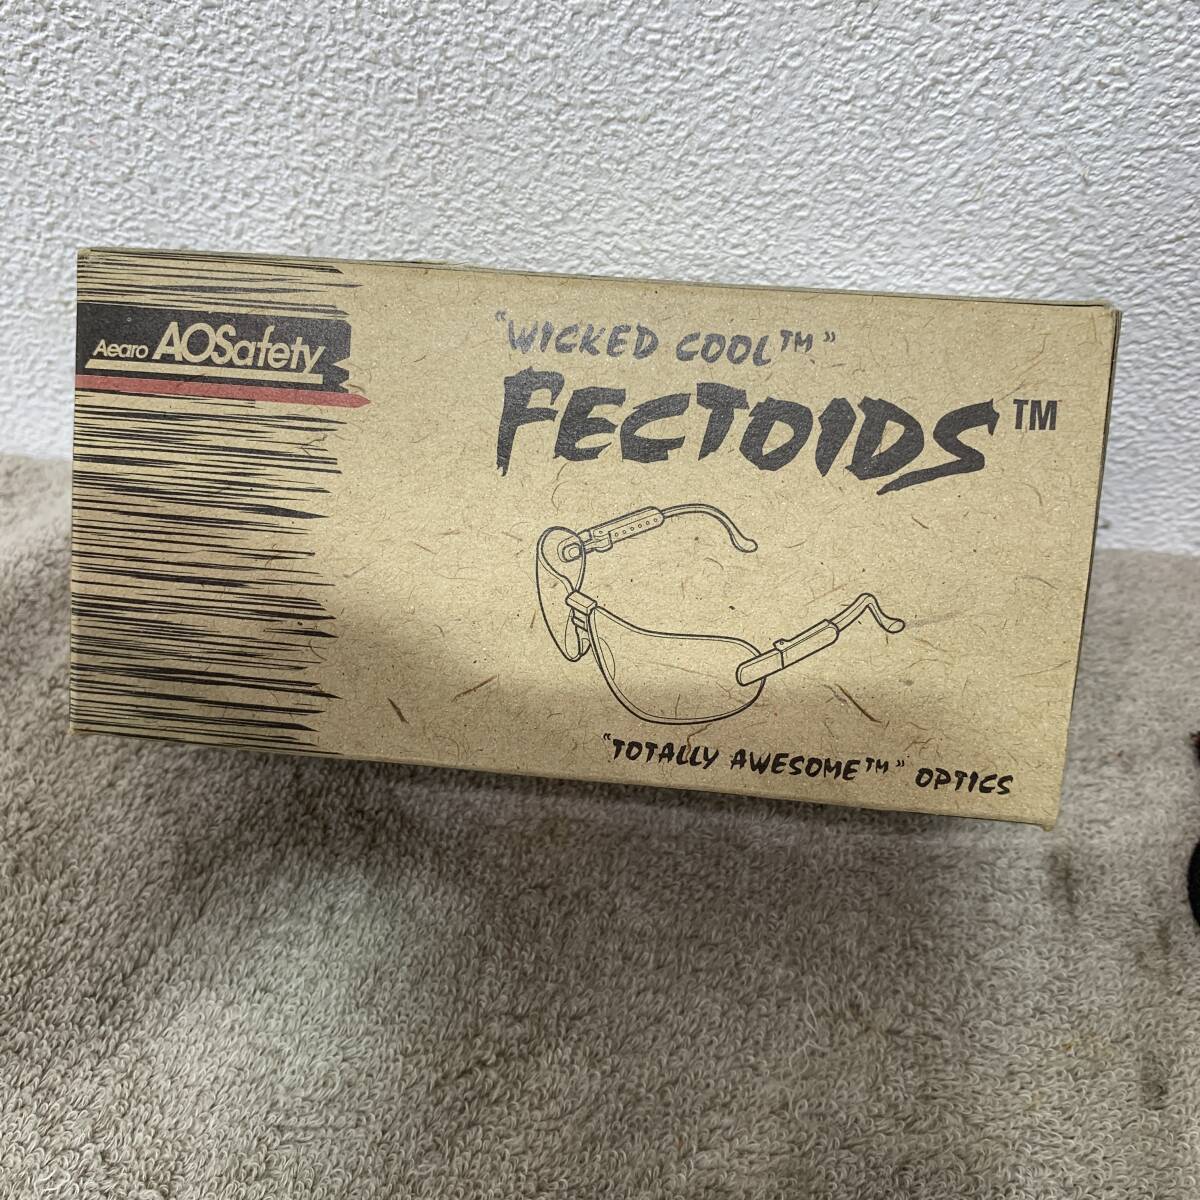 Aearo AOSafety
"WICKED COOL™"
FECTOIDS™
"TOTALLY AWESOME™" OPTICS